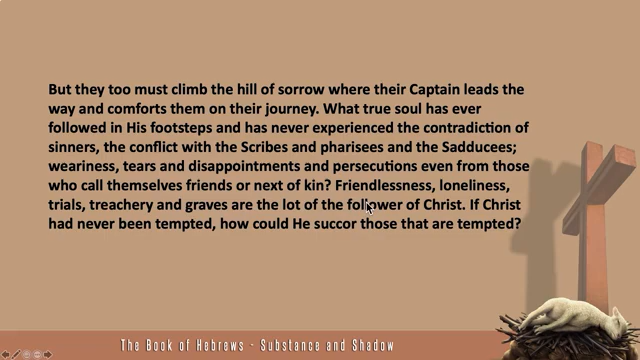 But they too must climb the hill of sorrow where their Captain leads the
way and comforts them on their journey. What true soul has ever
followed in His footsteps and has never experienced the contradiction of
sinners, the conflict with the Scribes and pharisees and the Sadducees;
weariness, tears and disappointments and persecutions even from those
who call themselves friends or next of kin? Friendlessness, loneliness,
trials, treachery and graves are the lot of the follower of Christ. If Christ
had never been tempted, how could He succor those that are tempted?
The Book of Hebrews - Substance and Shadow